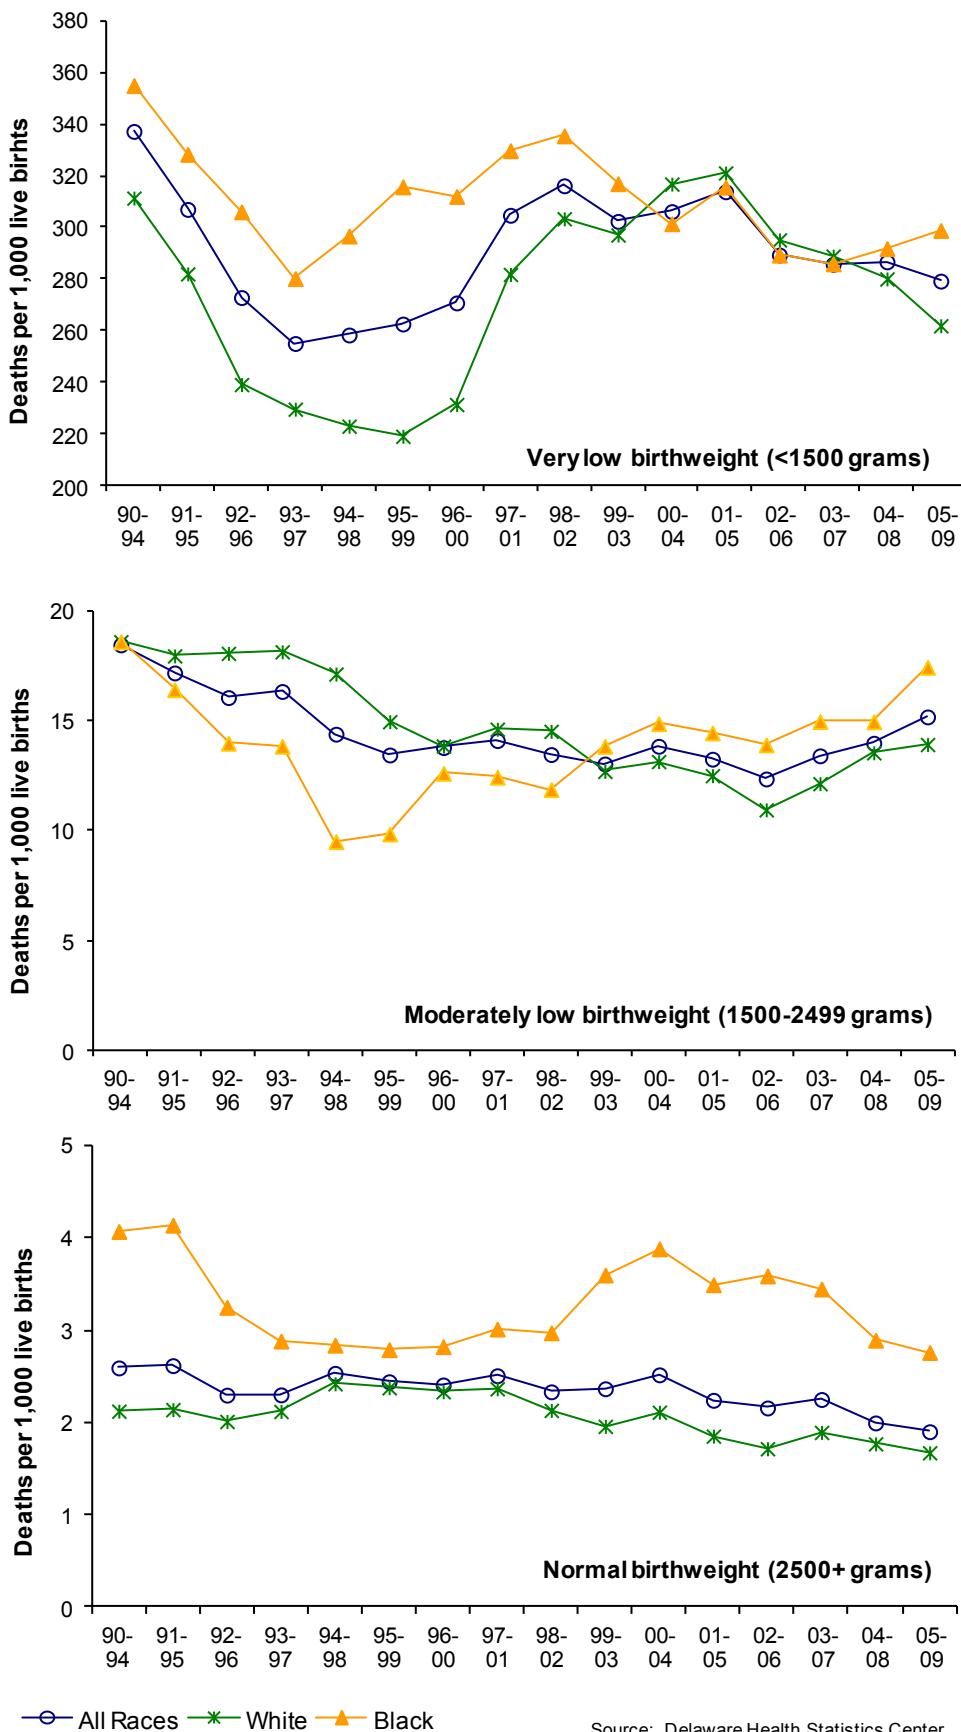 380
360
340
320
300
280
260
240
220
200
Deaths per 1,000 live birhts
Very low birthweight (<1500 grams)
90- 91- 92- 93- 94- 95- 96- 97- 98- 99- 00- 01- 02- 03- 04- 05-
94 95 96 97 98 99 00 01 02 03 04 05 06 07 08 09
20
15
10
5
0
Deaths per 1,000 live births
Moderately low birthweight (1500-2499 grams)
90- 91- 92- 93- 94- 95- 96- 97- 98- 99- 00- 01- 02- 03- 04- 05-
94 95 96 97 98 99 00 01 02 03 04 05 06 07 08 09
5
4
3
2
1
0
Deaths per 1,000 live births
Normal birthweight (2500+ grams)
90- 91- 92- 93- 94- 95- 96- 97- 98- 99- 00- 01- 02- 03- 04- 05-
94 95 96 97 98 99 00 01 02 03 04 05 06 07 08 09
All Races White Black
Source: Delaware Health Statistics Center